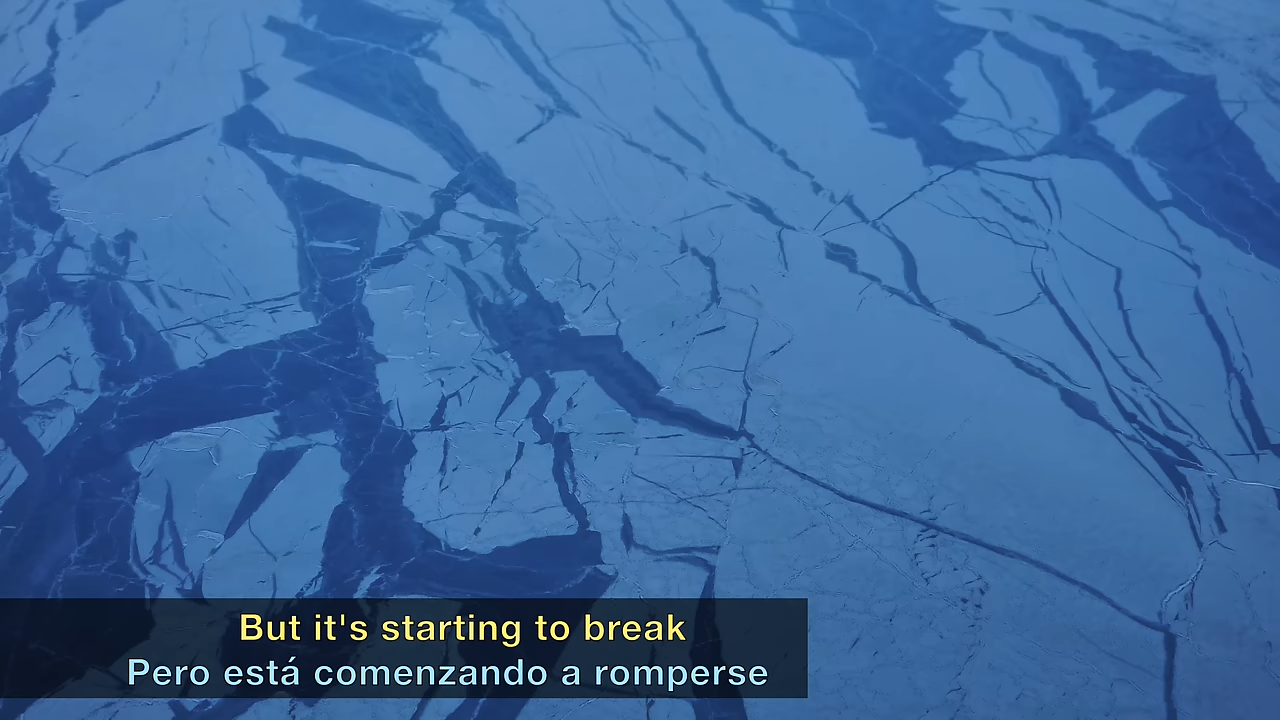 But it's starting to break
Pero está comenzando a romperse